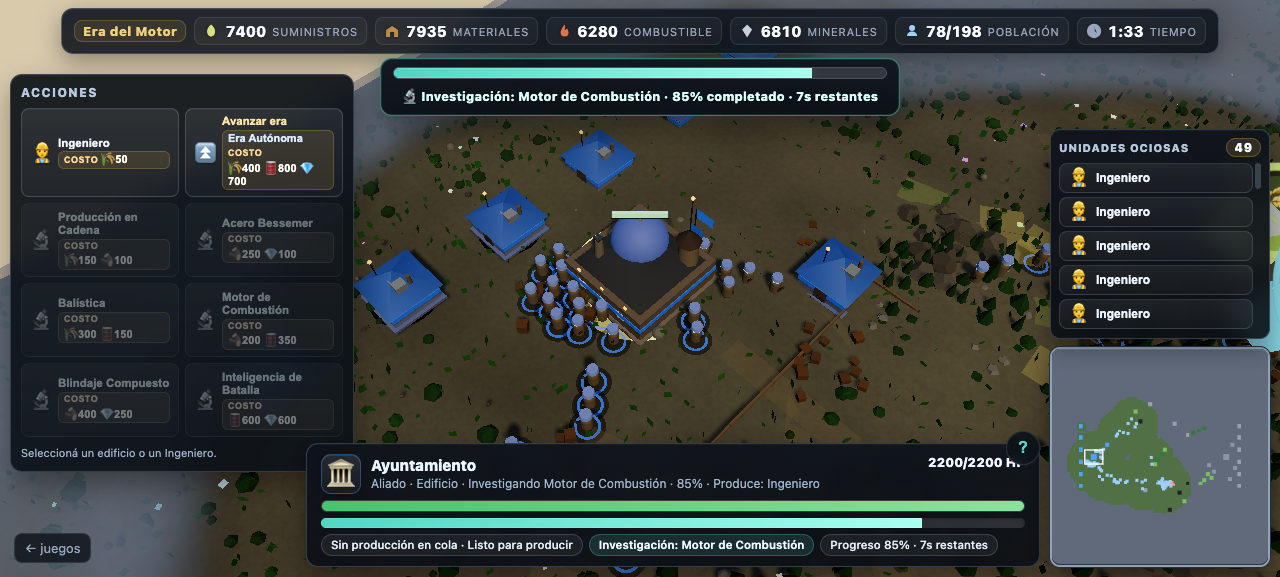 Era del Motor
7400 SUMINISTROS
7935 MATERIALES
6280 COMBUSTIBLE
6810 MINERALES
78/198 POBLACIÓN
1:33 TIEMPO
Investigación: Motor de Combustión · 85% completado · 7s restantes
ACCIONES
Ingeniero
COSTO 50
Avanzar era
Era Autónoma
COSTO
400 800
700
Producción en
Cadena
COSTO
150 100
Acero Bessemer
COSTO
250 100
Balística
COSTO
300 150
Motor de
Combustión
COSTO
200 350
Blindaje Compuesto
COSTO
400 250
Inteligencia de
Batalla
COSTO
600 600
Seleccioná un edificio o un Ingeniero.
UNIDADES OCIOSAS 49
Ingeniero
Ingeniero
Ingeniero
Ingeniero
Ingeniero
?
Ayuntamiento
2200/2200
Aliado · Edificio · Investigando Motor de Combustión · 85% · Produce: Ingeniero
Sin producción en cola · Listo para producir
Investigación: Motor de Combustión
Progreso 85% · 7s restantes
← juegos